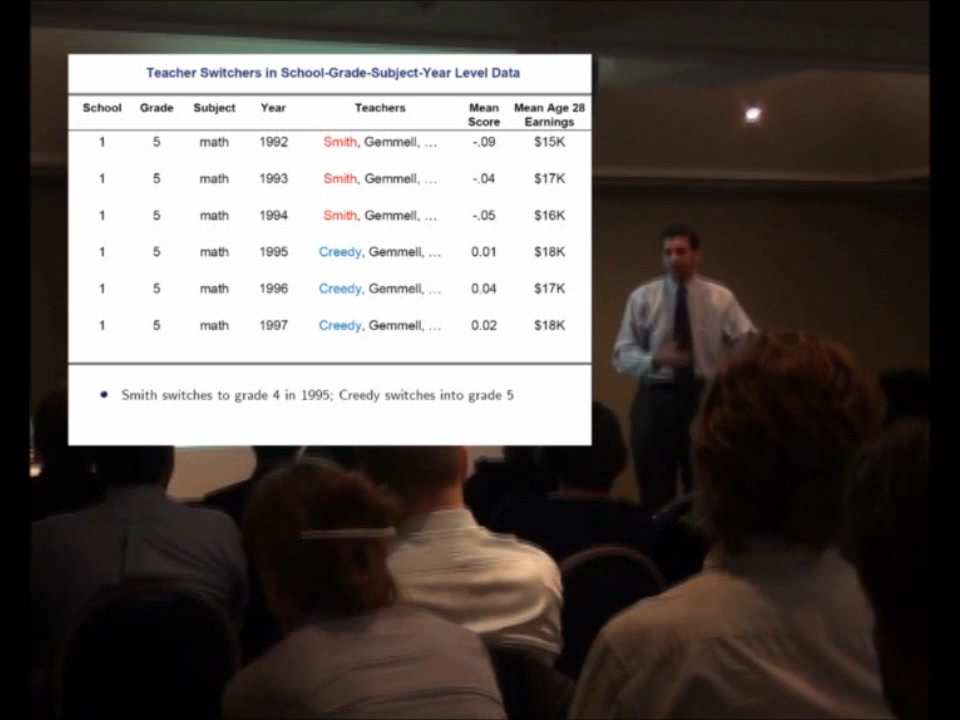 Teacher Switchers in School-Grade-Subject-Year Level Data
School Grade Subject Year Teachers Mean Score Mean Age 28 Earnings
1 5 math 1992 Smith, Gemmell, … -.09 $15K
1 5 math 1993 Smith, Gemmell, … -.04 $17K
1 5 math 1994 Smith, Gemmell, … -.05 $16K
1 5 math 1995 Creedy, Gemmell, … 0.01 $18K
1 5 math 1996 Creedy, Gemmell, … 0.04 $17K
1 5 math 1997 Creedy, Gemmell, … 0.02 $18K
• Smith switches to grade 4 in 1995; Creedy switches into grade 5